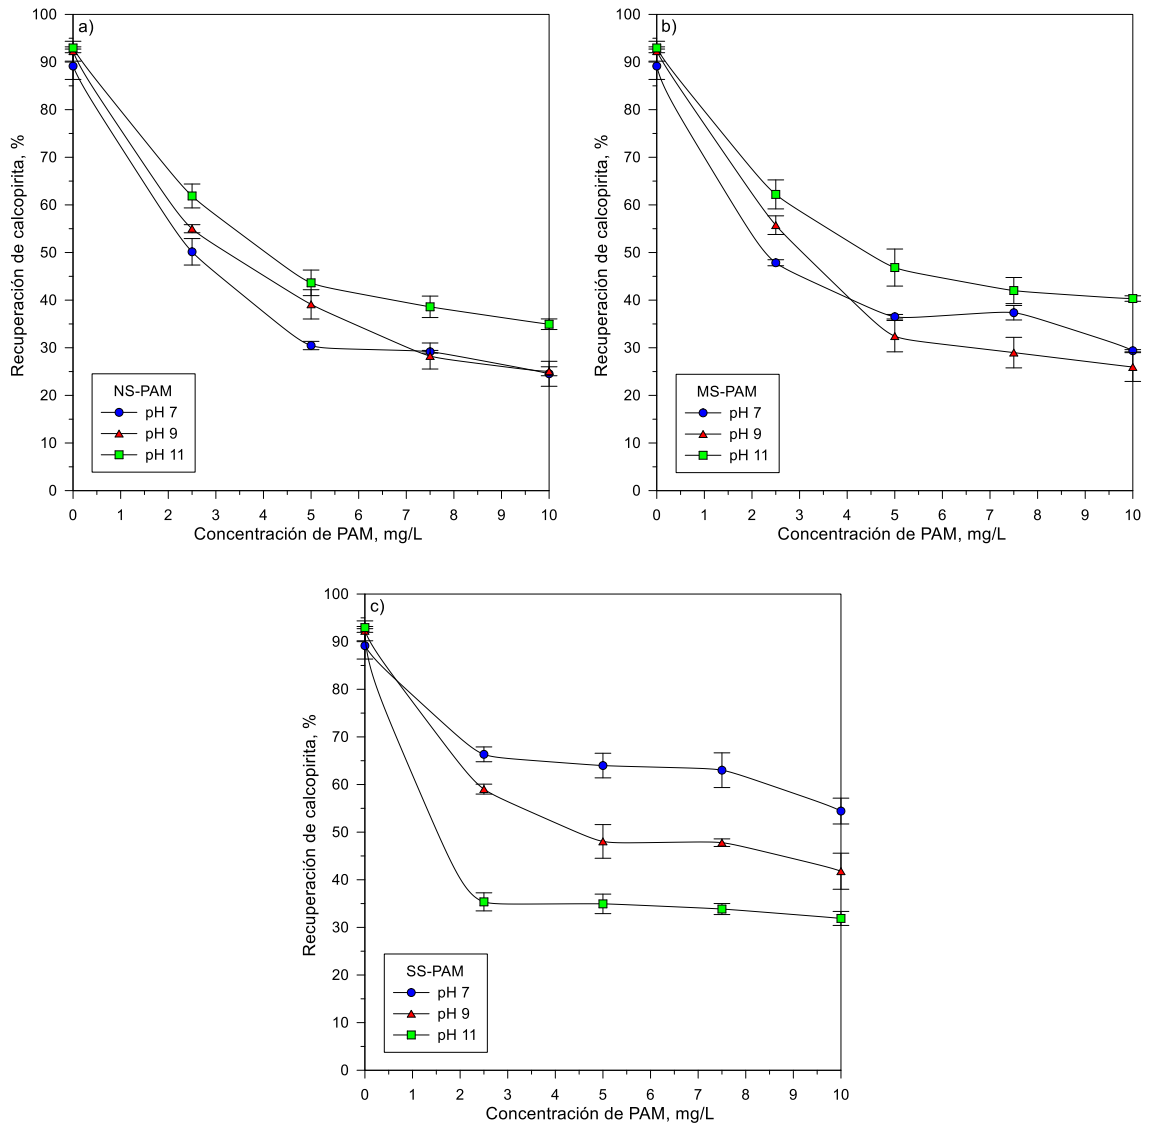 a)
100
90
80
70
60
50
40
30
20
10
0
Recuperación de calcopirita, %
NS-PAM
pH 7
pH 9
pH 11
0 1 2 3 4 5 6 7 8 9 10
Concentración de PAM, mg/L
b)
100
90
80
70
60
50
40
30
20
10
0
Recuperación de calcopirita, %
MS-PAM
pH 7
pH 9
pH 11
0 1 2 3 4 5 6 7 8 9 10
Concentración de PAM, mg/L
c)
100
90
80
70
60
50
40
30
20
10
0
Recuperación de calcopirita, %
SS-PAM
pH 7
pH 9
pH 11
0 1 2 3 4 5 6 7 8 9 10
Concentración de PAM, mg/L